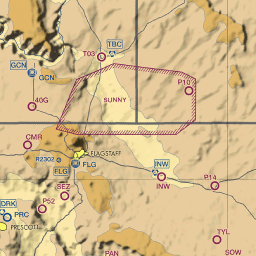 TBC
T03
GCN
GCN
P10
SUNNY
40G
CMR
FLAGSTAFF
R2302
FLG
FLG
INW
INW
P14
SEZ
DRK
P52
PRC
PRESCOTT
TYL
PAN
SOW